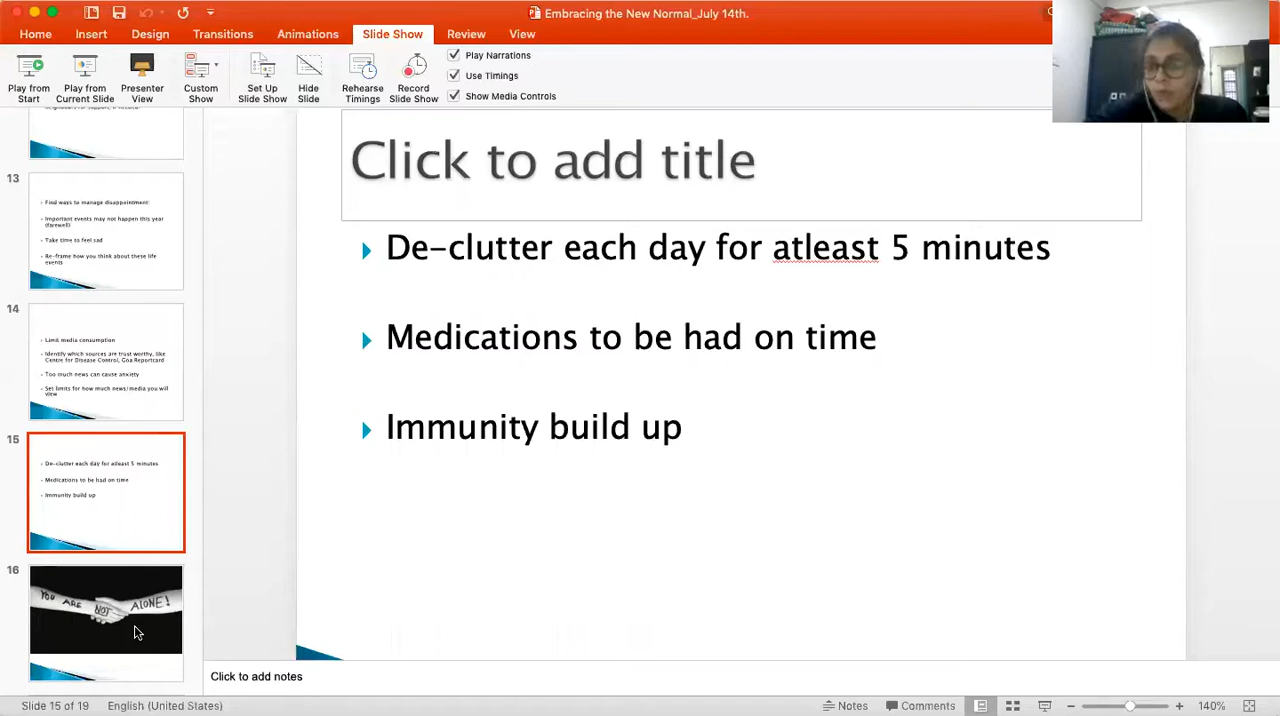 Embracing the New Normal_July 14th.
Home Insert Design Transitions Animations Slide Show Review View
Play from Start
Play from Current Slide
Presenter View
Custom Show
Set Up Slide Show
Hide Slide
Rehearse Timings
Record Slide Show
Play Narrations
Use Timings
Show Media Controls
13
Find ways to manage disappointment:
Important events may not happen this year
(farewell)
Take time to feel sad
Re-frame how you think about these life
events
14
Limit media consumption
Identify which sources are trust worthy, like
Centre for Disease Control, Goa Reportcard
Too much news can cause anxiety
Set limits for how much news/media you will
view
15
De-clutter each day for atleast 5 minutes
Medications to be had on time
Immunity build up
16
YOU ARE NOT ALONE!
Click to add title
De-clutter each day for atleast 5 minutes
Medications to be had on time
Immunity build up
Click to add notes
Slide 15 of 19 English (United States) Notes Comments 140%